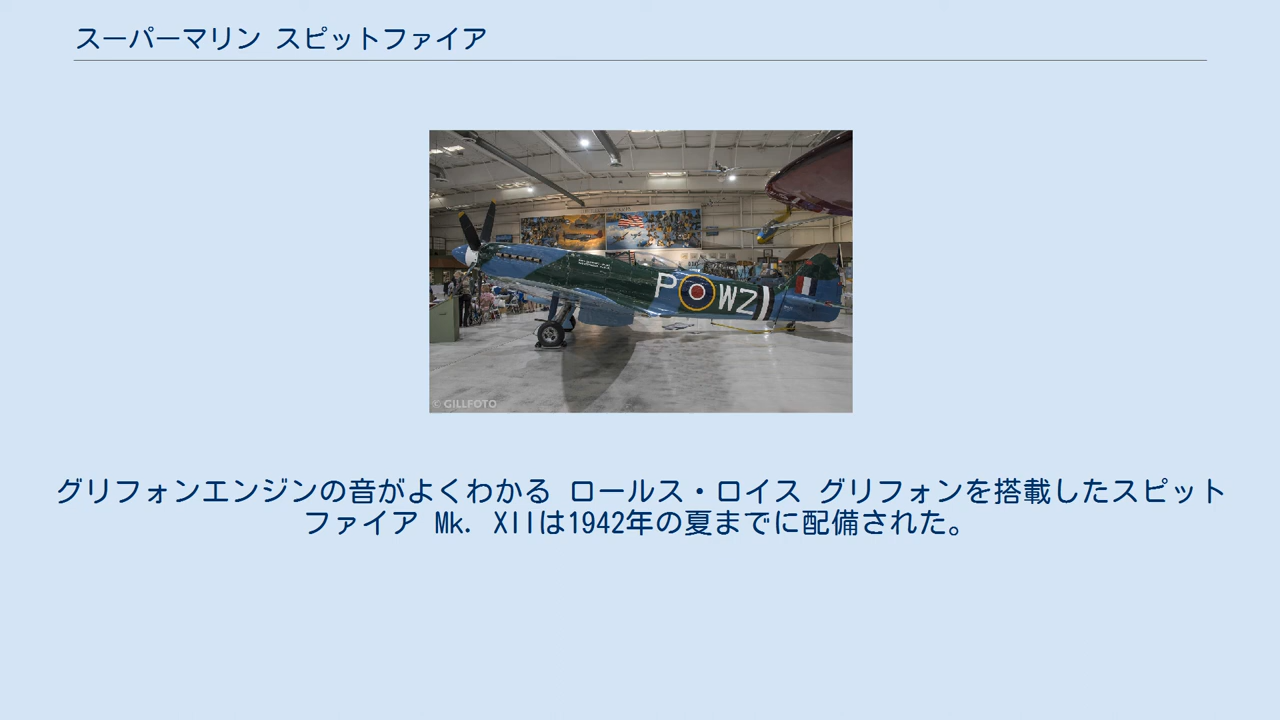 スーパーマリン スピットファイア
P WZ
© GILLFOTO
グリフォンエンジンの音がよくわかる ロールス・ロイス グリフォンを搭載したスピット
ファイア Mk. XIIは1942年の夏までに配備された。